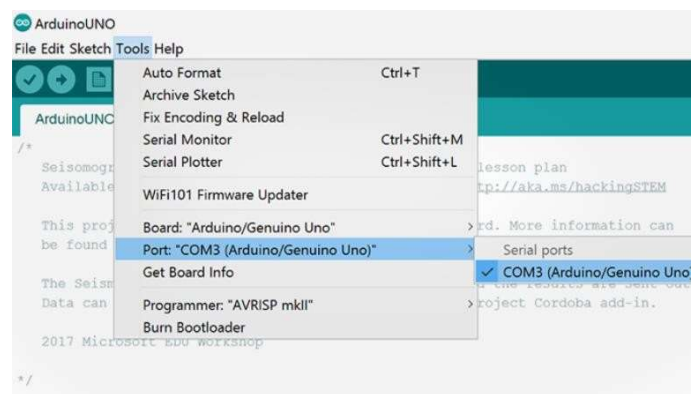 ArduinoUNO
File Edit Sketch Tools Help
Auto Format Ctrl+T
Archive Sketch
Fix Encoding & Reload
Serial Monitor Ctrl+Shift+M
Serial Plotter Ctrl+Shift+L
WiFi101 Firmware Updater
Board: "Arduino/Genuino Uno"
Port: "COM3 (Arduino/Genuino Uno)"
Get Board Info
Programmer: "AVRISP mkII"
Burn Bootloader
Serial ports
COM3 (Arduino/Genuino Uno)
ArduinoUNO
/*
Seismogr lesson plan
Available tp://aka.ms/hackingSTEM
This proj rd. More information can
be found
The Seism
Data can roject Cordoba add-in.
2017 Microsoft EDU Workshop
*/